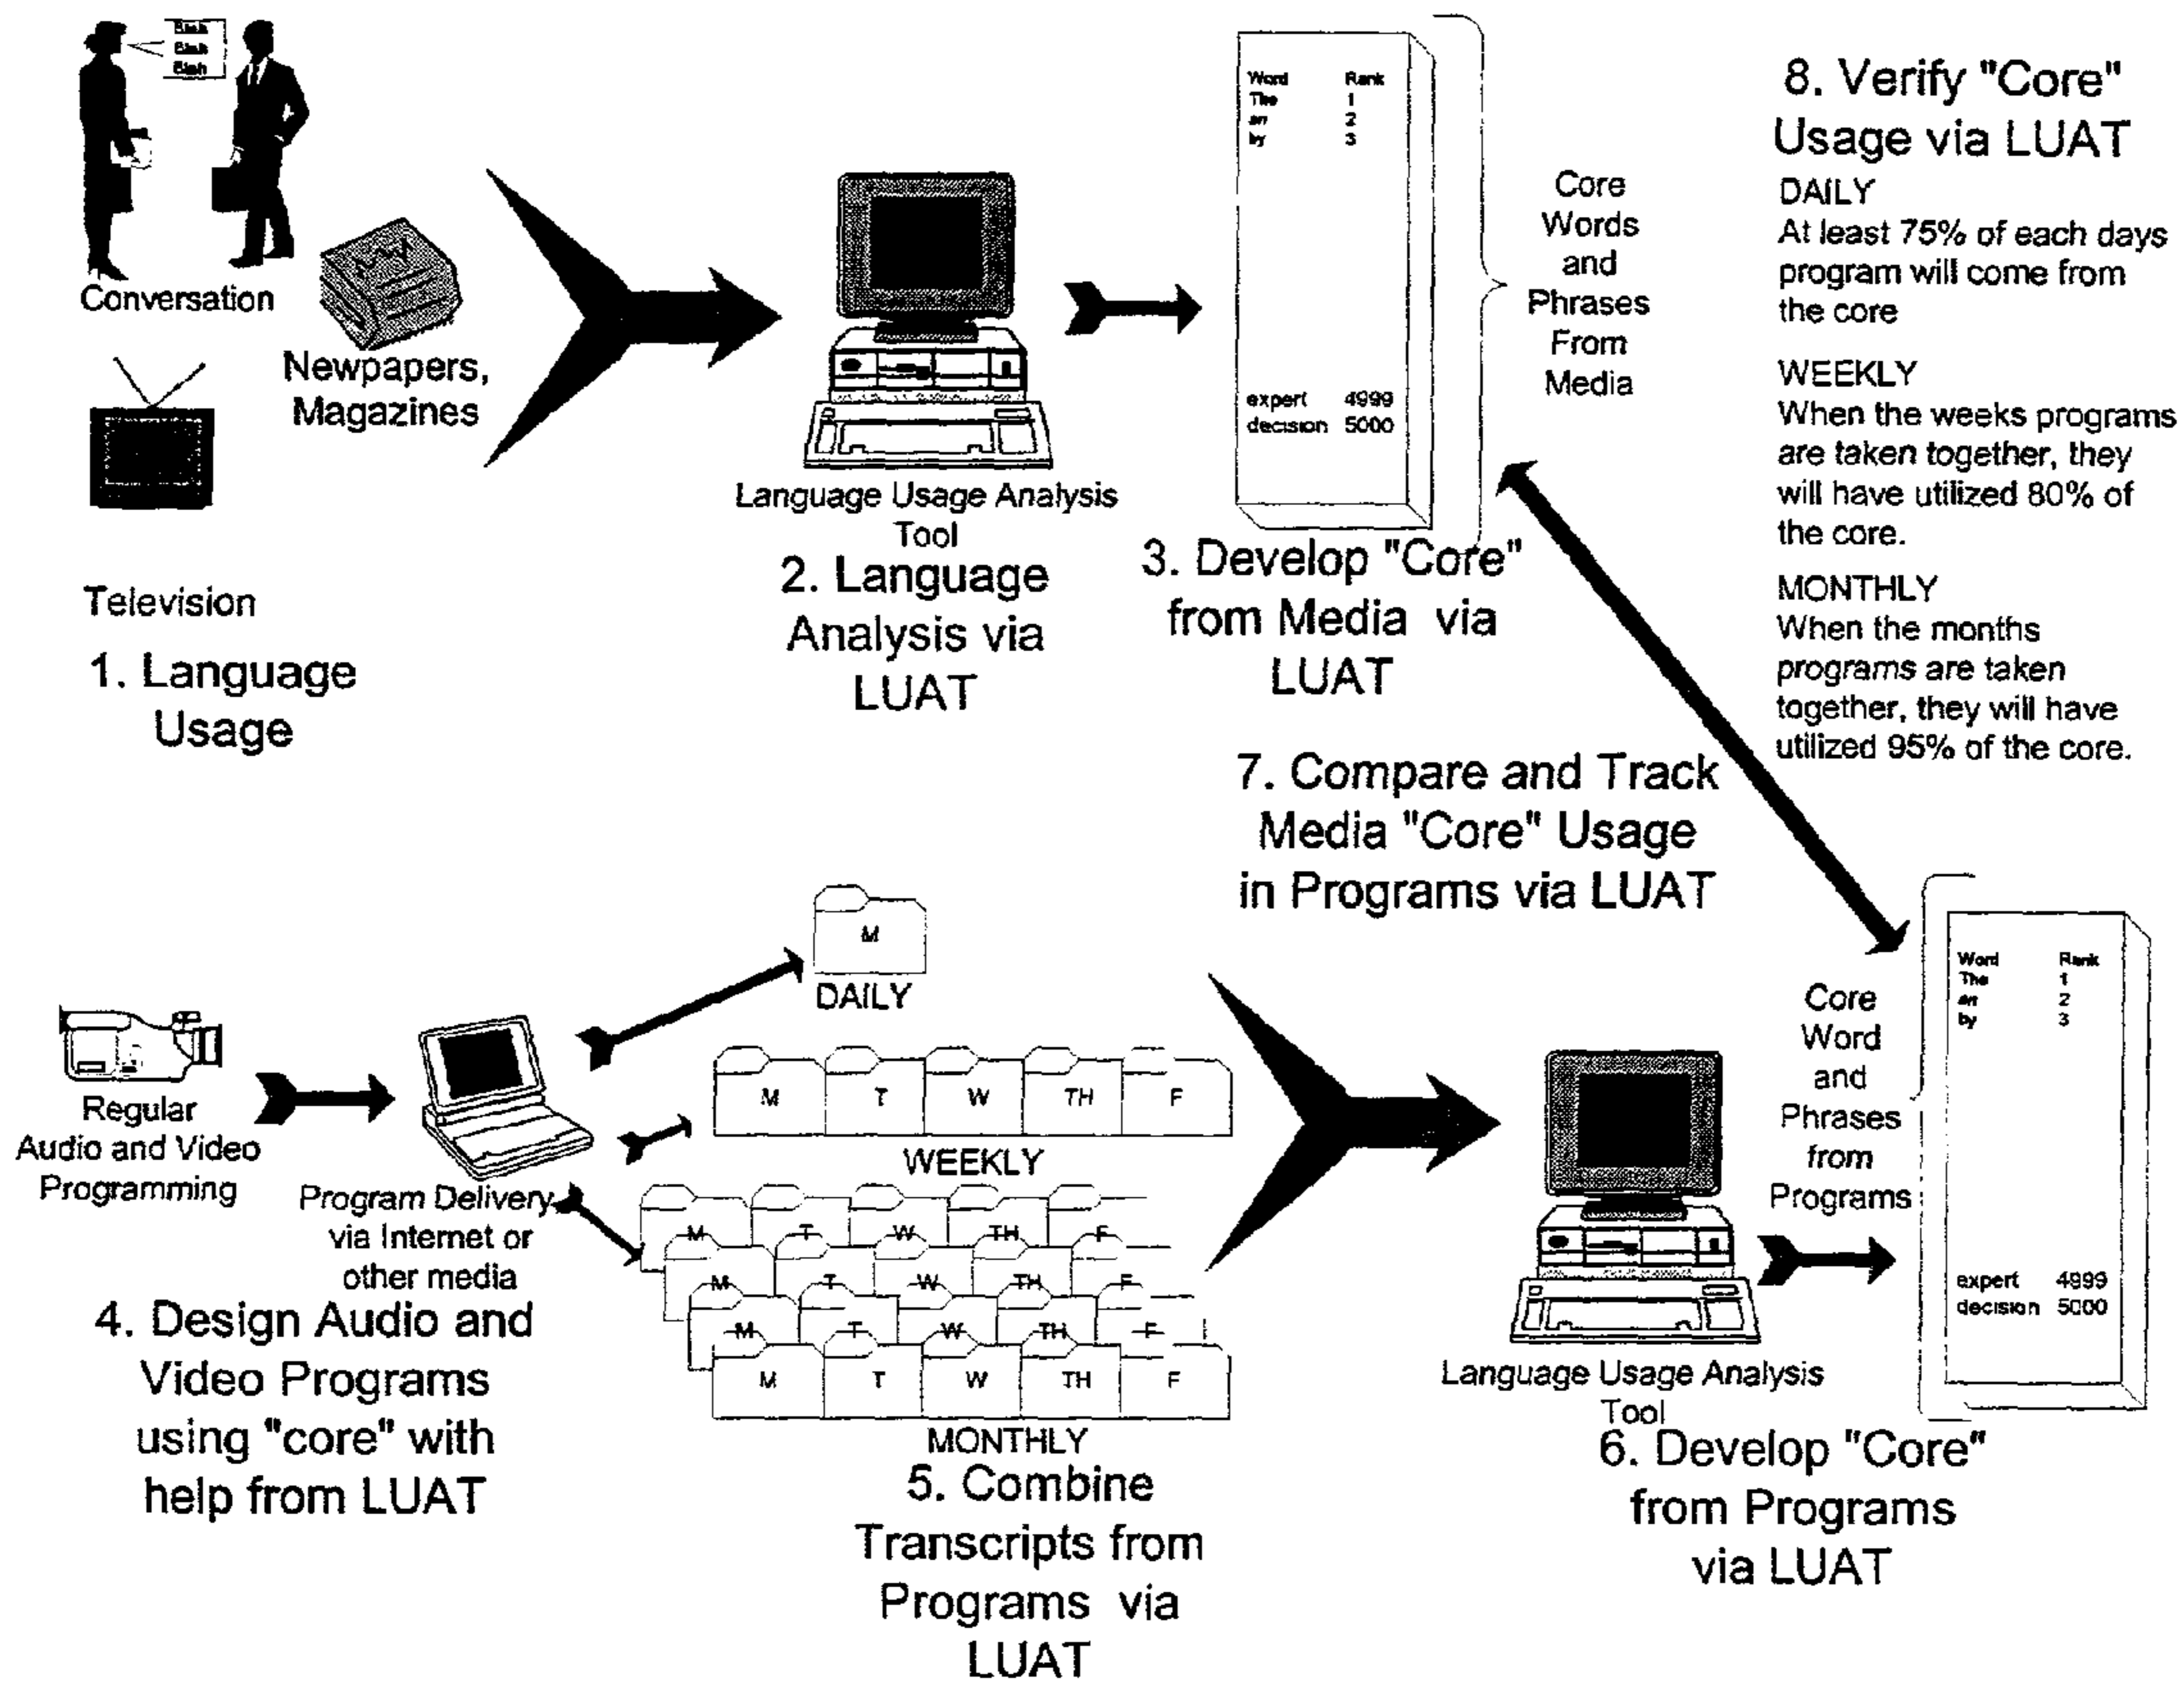 Blah
Blah
Blah
Conversation
Newpapers,
Magazines
Television
1. Language
Usage
Language Usage Analysis
Tool
2. Language
Analysis via
LUAT
Word Rank
The 1
an 2
by 3
expert 4999
decision 5000
3. Develop "Core"
from Media via
LUAT
Core
Words
and
Phrases
From
Media
8. Verify "Core"
Usage via LUAT
DAILY
At least 75% of each days
program will come from
the core
WEEKLY
When the weeks programs
are taken together, they
will have utilized 80% of
the core.
MONTHLY
When the months
programs are taken
together, they will have
utilized 95% of the core.
7. Compare and Track
Media "Core" Usage
in Programs via LUAT
Regular
Audio and Video
Programming
Program Delivery
via Internet or
other media
4. Design Audio and
Video Programs
using "core" with
help from LUAT
M
DAILY
M T W TH F
WEEKLY
M T W TH F
M T W TH F
M T W TH F
M T W TH F
MONTHLY
5. Combine
Transcripts from
Programs via
LUAT
Language Usage Analysis
Tool
6. Develop "Core"
from Programs
via LUAT
Core
Word
and
Phrases
from
Programs
Word Rank
The 1
an 2
by 3
expert 4999
decision 5000